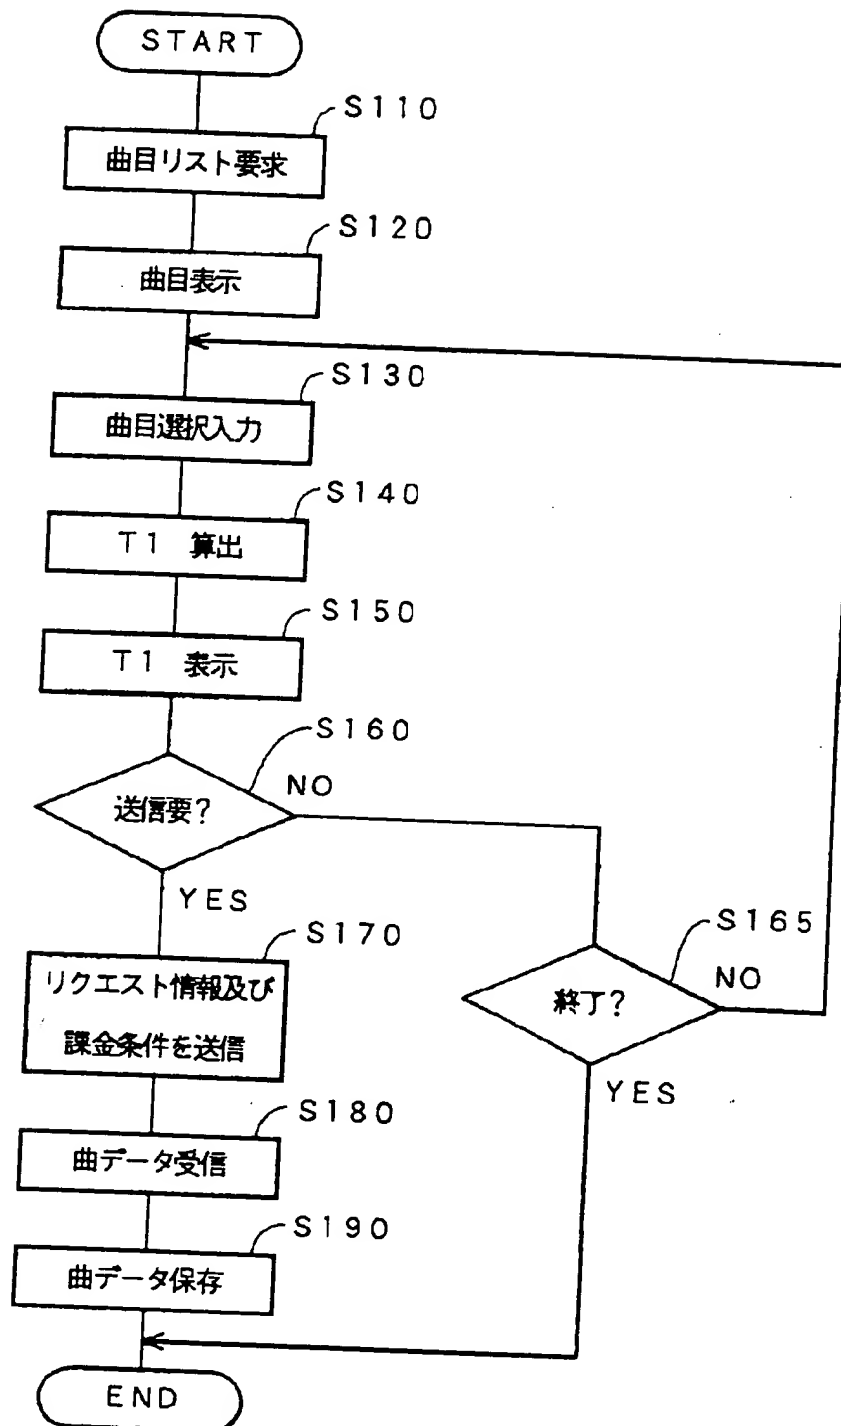 START
S110
曲目リスト要求
S120
曲目表示
S130
曲目選択入力
S140
T1 算出
S150
T1 表示
S160
送信要?
NO
YES
S165
終了?
NO
YES
S170
リクエスト情報及び
課金条件を送信
S180
曲データ受信
S190
曲データ保存
END